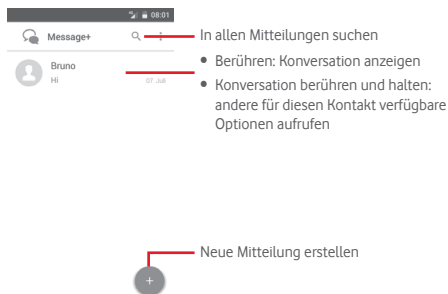 08:01
Message+
In allen Mitteilungen suchen
Bruno
Hi
07 Juli
• Berühren: Konversation anzeigen
• Konversation berühren und halten:
andere für diesen Kontakt verfügbare
Optionen aufrufen
Neue Mitteilung erstellen
+